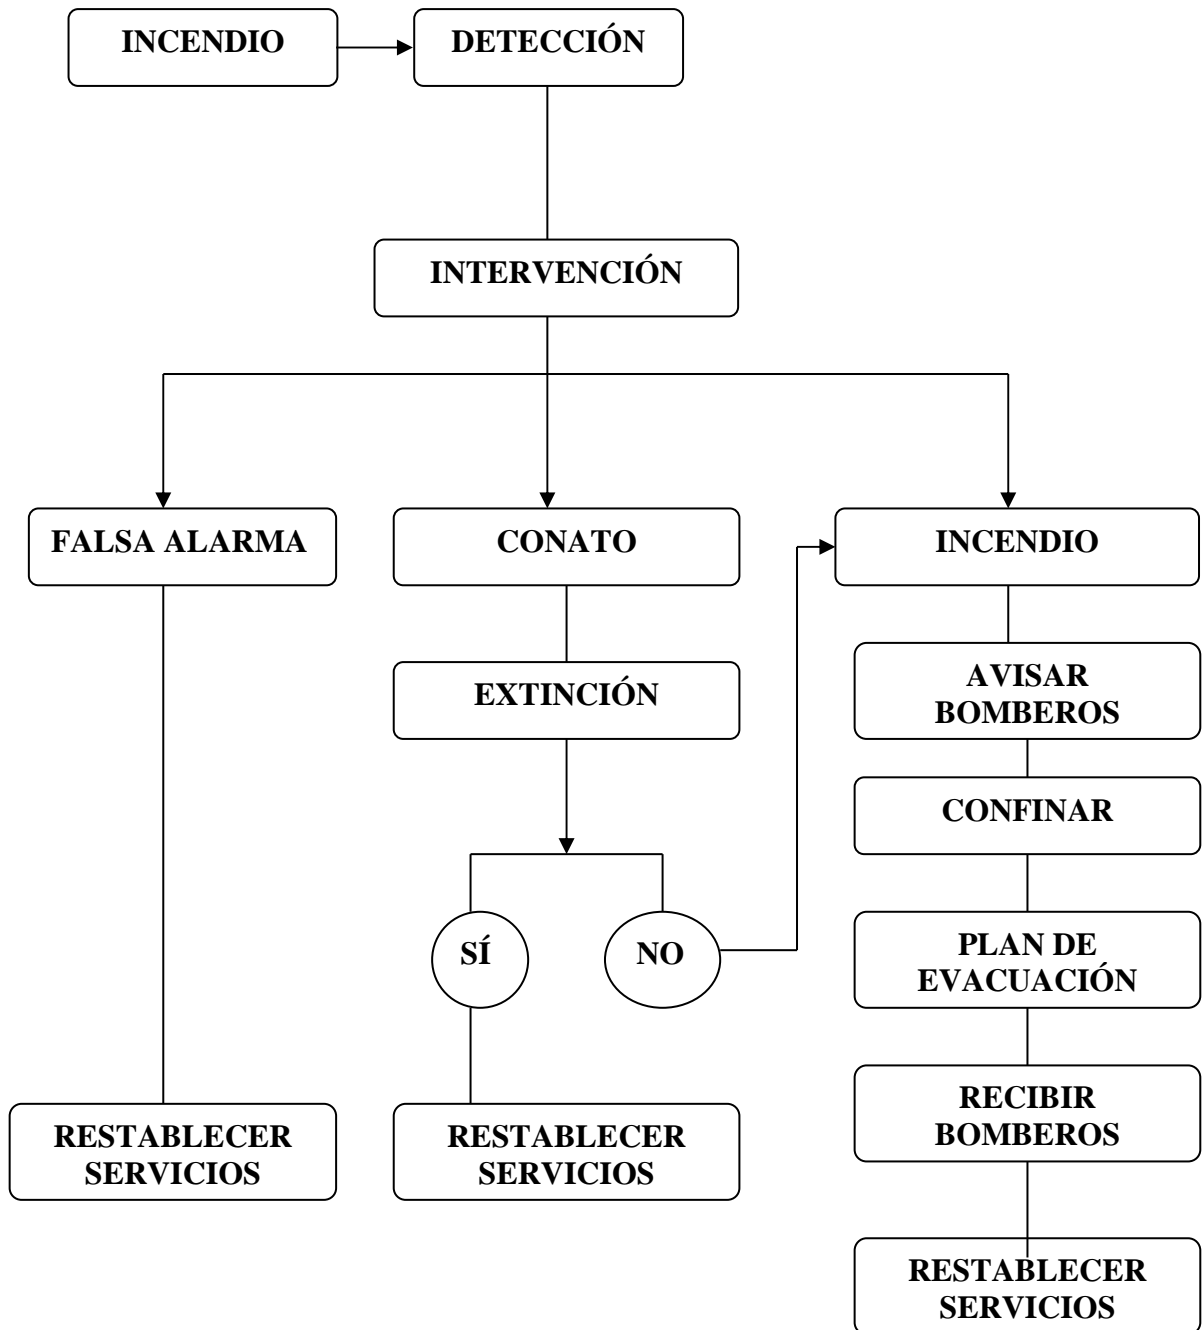 INCENDIO
DETECCIÓN
INTERVENCIÓN
FALSA ALARMA
CONATO
INCENDIO
EXTINCIÓN
AVISAR
BOMBEROS
CONFINAR
SÍ
NO
PLAN DE
EVACUACIÓN
RECIBIR
BOMBEROS
RESTABLECER
SERVICIOS
RESTABLECER
SERVICIOS
RESTABLECER
SERVICIOS